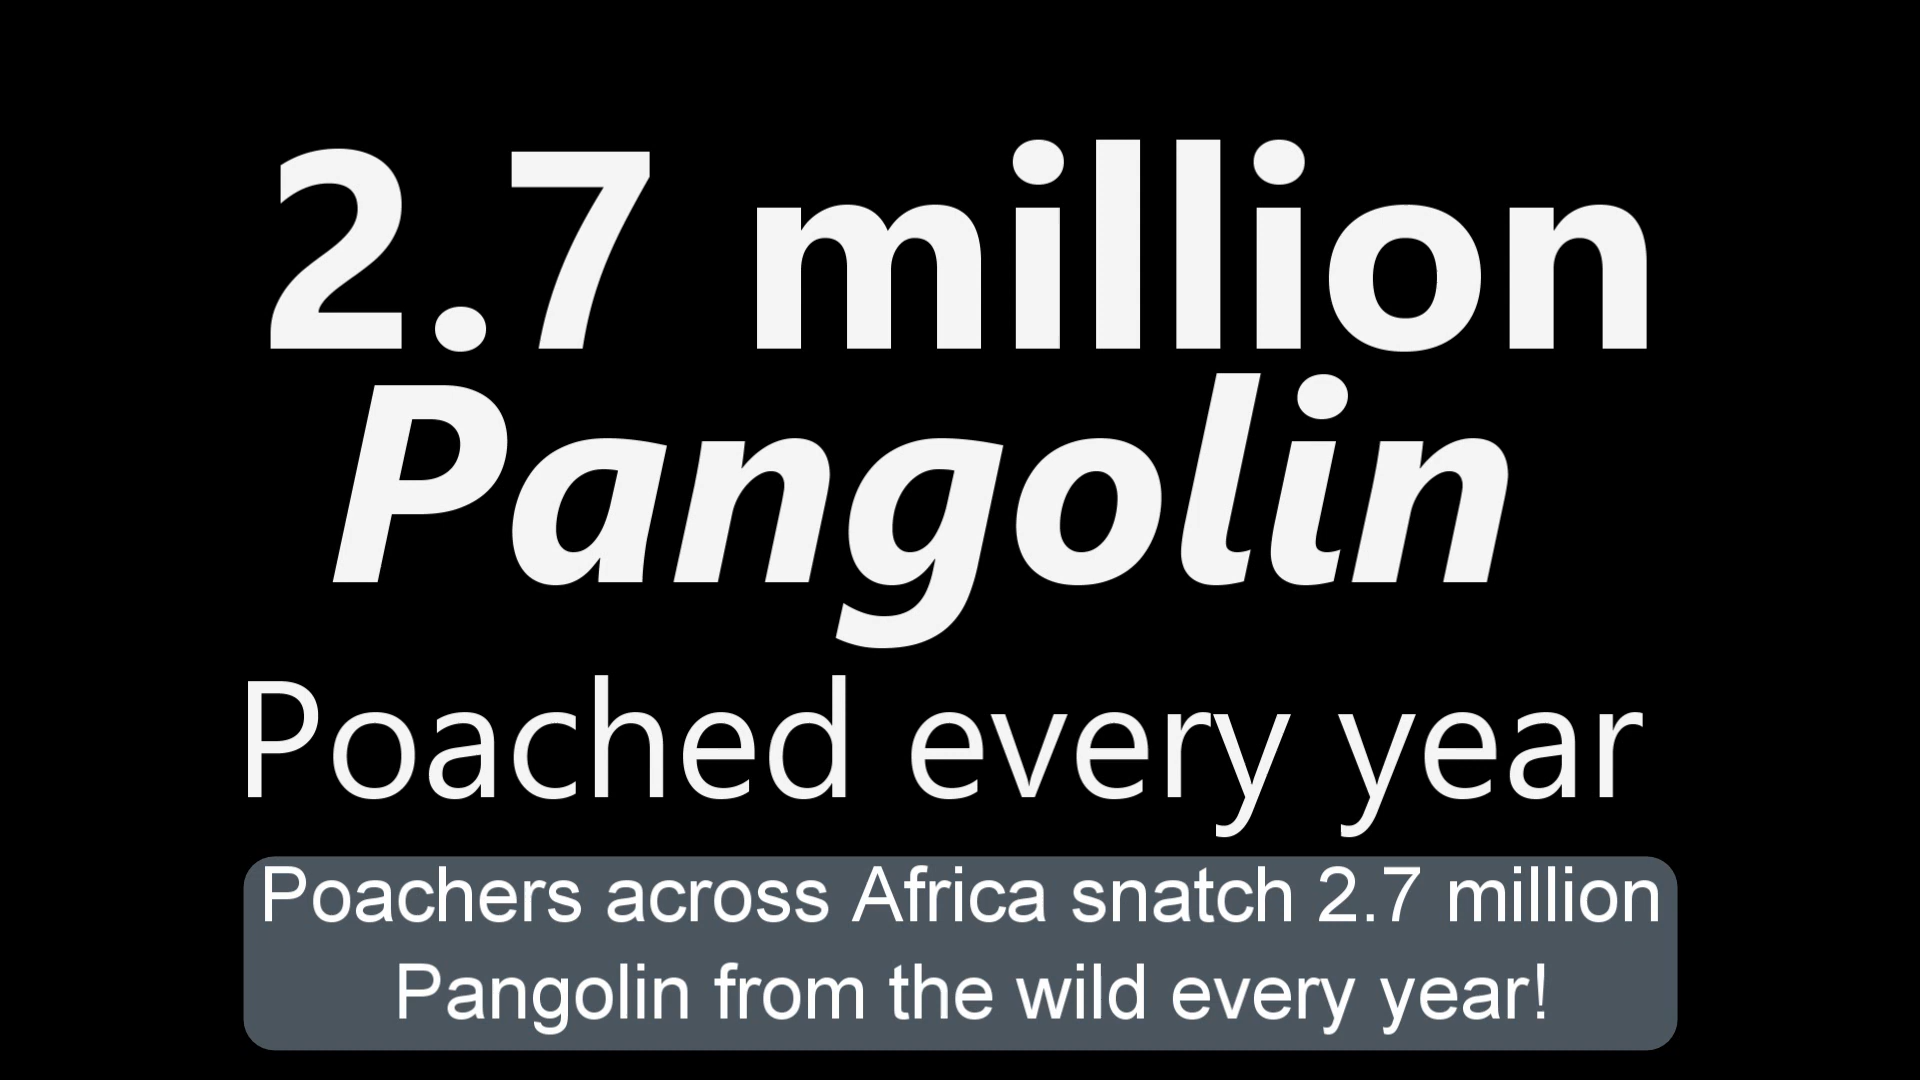 2.7 million
Pangolin
Poached every year
Poachers across Africa snatch 2.7 million
Pangolin from the wild every year!